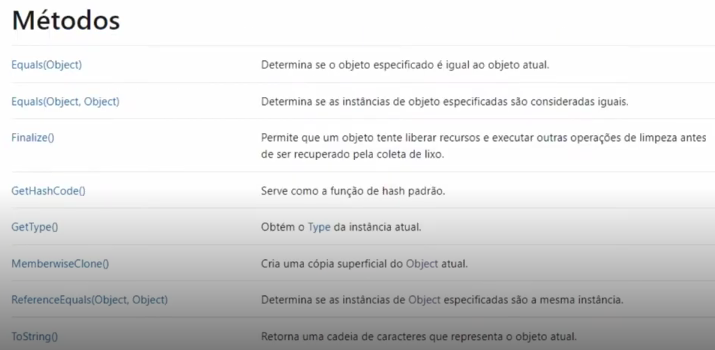 Métodos
Equals(Object) Determina se o objeto especificado é igual ao objeto atual.
Equals(Object, Object) Determina se as instâncias de objeto especificadas são consideradas iguais.
Finalize() Permite que um objeto tente liberar recursos e executar outras operações de limpeza antes
de ser recuperado pela coleta de lixo.
GetHashCode() Serve como a função de hash padrão.
GetType() Obtém o Type da instância atual.
MemberwiseClone() Cria uma cópia superficial do Object atual.
ReferenceEquals(Object, Object) Determina se as instâncias de Object especificadas são a mesma instância.
ToString() Retorna uma cadeia de caracteres que representa o objeto atual.